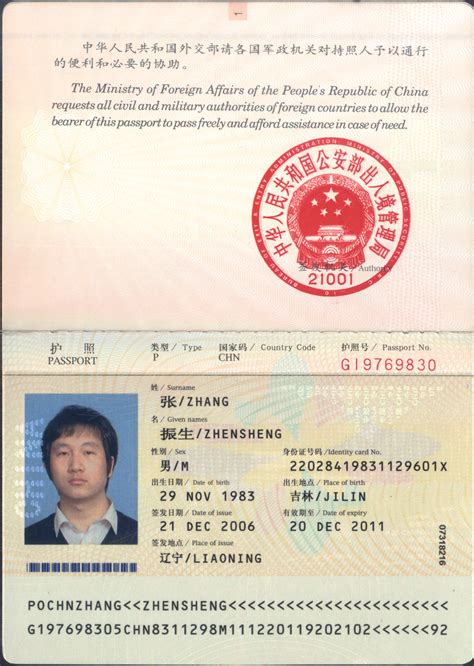 1
中华人民共和国外交部请各国军政机关对持照人予以通行
的便利和必要的协助。
The Ministry of Foreign Affairs of the People's Republic of China
requests all civil and military authorities of foreign countries to allow the
bearer of this passport to pass freely and afford assistance in case of need.
中华人民共和国公安部出入境管理局
签发机关 / Authority
21001
护 照 类型 / Type 国家码 / Country Code 护照号 / Passport No.
PASSPORT P CHN G19769830
姓 / Surname
张/ZHANG
名 / Given names
振生/ZHENSHENG
性别 / Sex 身份证号码 /Identity card No.
男/M 22028419831129601X
出生日期 / Date of birth 出生地点 / Place of birth
29 NOV 1983 吉林/JILIN
签发日期 / Date of issue 有效期至 / Date of expiry
21 DEC 2006 20 DEC 2011
签发地点 / Place of issue
辽宁/LIAONING
07318216
POCHNZHANG<<ZHENSHENG<<<<<<<<<<<<<<<<<<<<<<<
G197698305CHN8311298M111220119202102<<<<<<92